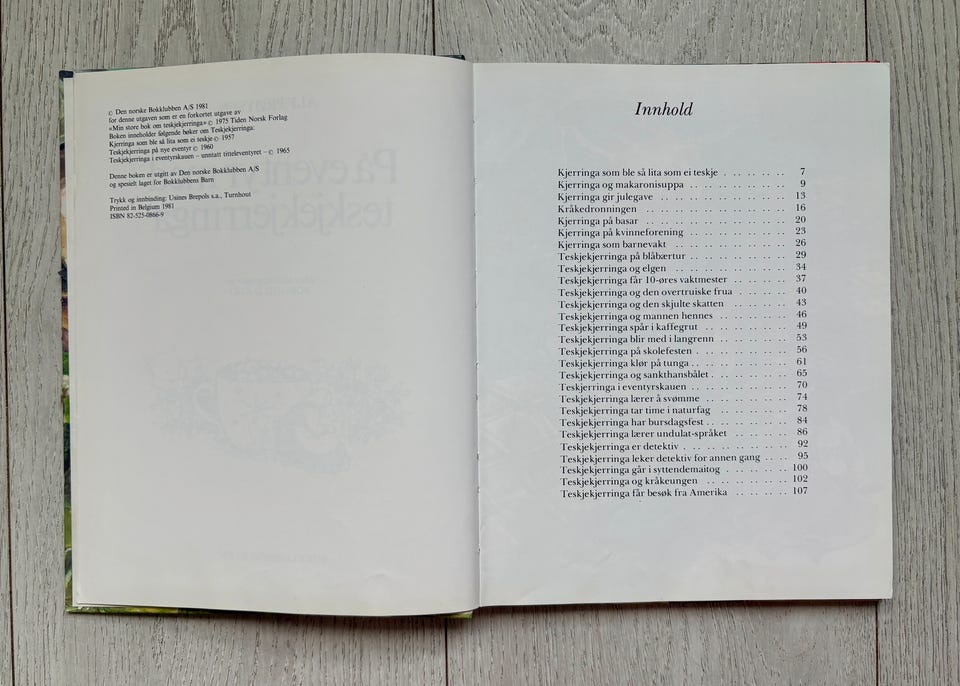 © Den norske Bokklubben A/S 1981
for denne utgaven som er en forkortet utgave av
«Min store bok om teskjekjerringa» © 1975 Tiden Norsk Forlag
Boken inneholder følgende bøker om Teskjekjerringa:
Kjerringa som ble så lita som ei teskje © 1957
Teskjekjerringa på nye eventyr © 1960
Teskjekjerringa i eventyrskauen – unntatt titteleventyret – © 1965
Denne boken er utgitt av Den norske Bokklubben A/S
og spesielt laget for Bokklubbens Barn
Trykk og innbinding: Usines Brepols s.a., Turnhout
Printed in Belgium 1981
ISBN 82-525-0866-9
Innhold
Kjerringa som ble så lita som ei teskje . . . . . . . . 7
Kjerringa og makaronisuppa . . . . . . . . . . . . 9
Kjerringa gir julegave . . . . . . . . . . . . . . . 13
Kråkedronningen . . . . . . . . . . . . . . . . 16
Kjerringa på basar . . . . . . . . . . . . . . . . 20
Kjerringa på kvinneforening . . . . . . . . . . . . 23
Kjerringa som barnevakt . . . . . . . . . . . . . 26
Teskjekjerringa på blåbærtur . . . . . . . . . . . . 29
Teskjekjerringa og elgen . . . . . . . . . . . . . 34
Teskjekjerringa får 10-øres vaktmester . . . . . . . 37
Teskjekjerringa og den overtruiske frua . . . . . . . 40
Teskjekjerringa og den skjulte skatten . . . . . . . . 43
Teskjekjerringa og mannen hennes . . . . . . . . . 46
Teskjekjerringa spår i kaffegrut . . . . . . . . . . 49
Teskjekjerringa blir med i langrenn . . . . . . . . . 53
Teskjekjerringa på skolefesten . . . . . . . . . . . 56
Teskjekjerringa klør på tunga . . . . . . . . . . . . 61
Teskjekjerringa og sankthansbålet . . . . . . . . . . 65
Teskjerringa i eventyrskauen . . . . . . . . . . . . 70
Teskjekjerringa lærer å svømme . . . . . . . . . . 74
Teskjekjerringa tar time i naturfag . . . . . . . . . 78
Teskjekjerringa har bursdagsfest . . . . . . . . . . . 84
Teskjekjerringa lærer undulat-språket . . . . . . . 86
Teskjekjerringa er detektiv . . . . . . . . . . . . . 92
Teskjekjerringa leker detektiv for annen gang . . . . 95
Teskjekjerringa går i syttendemaitog . . . . . . . . 100
Teskjekjerringa og kråkeungen . . . . . . . . . . 102
Teskjekjerringa får besøk fra Amerika . . . . . . . 107